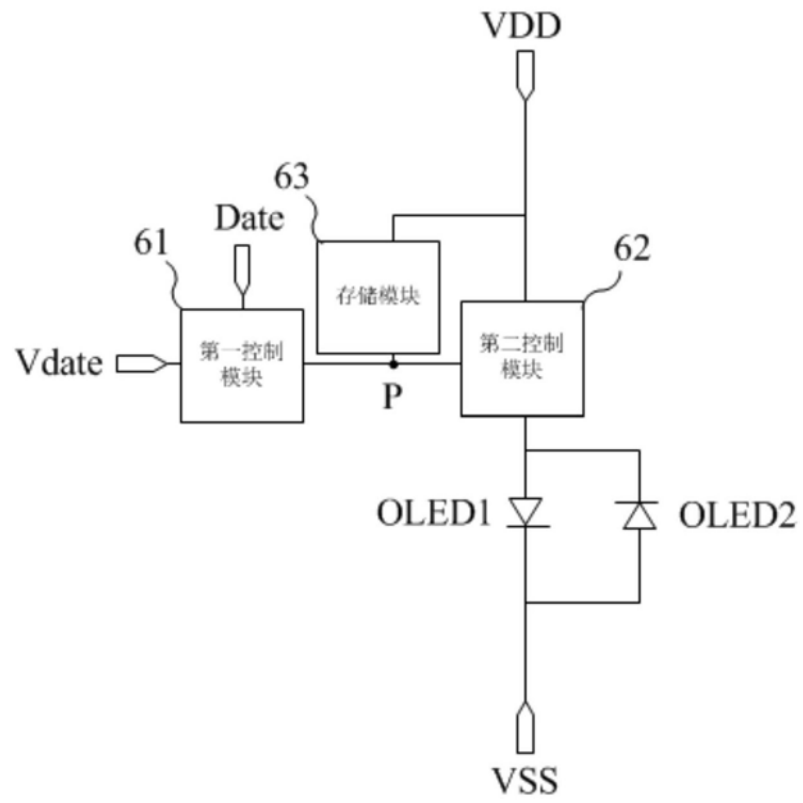 VDD
63
Date
61
62
存储模块
第一控制
模块
第二控制
模块
Vdate
P
OLED1
OLED2
VSS